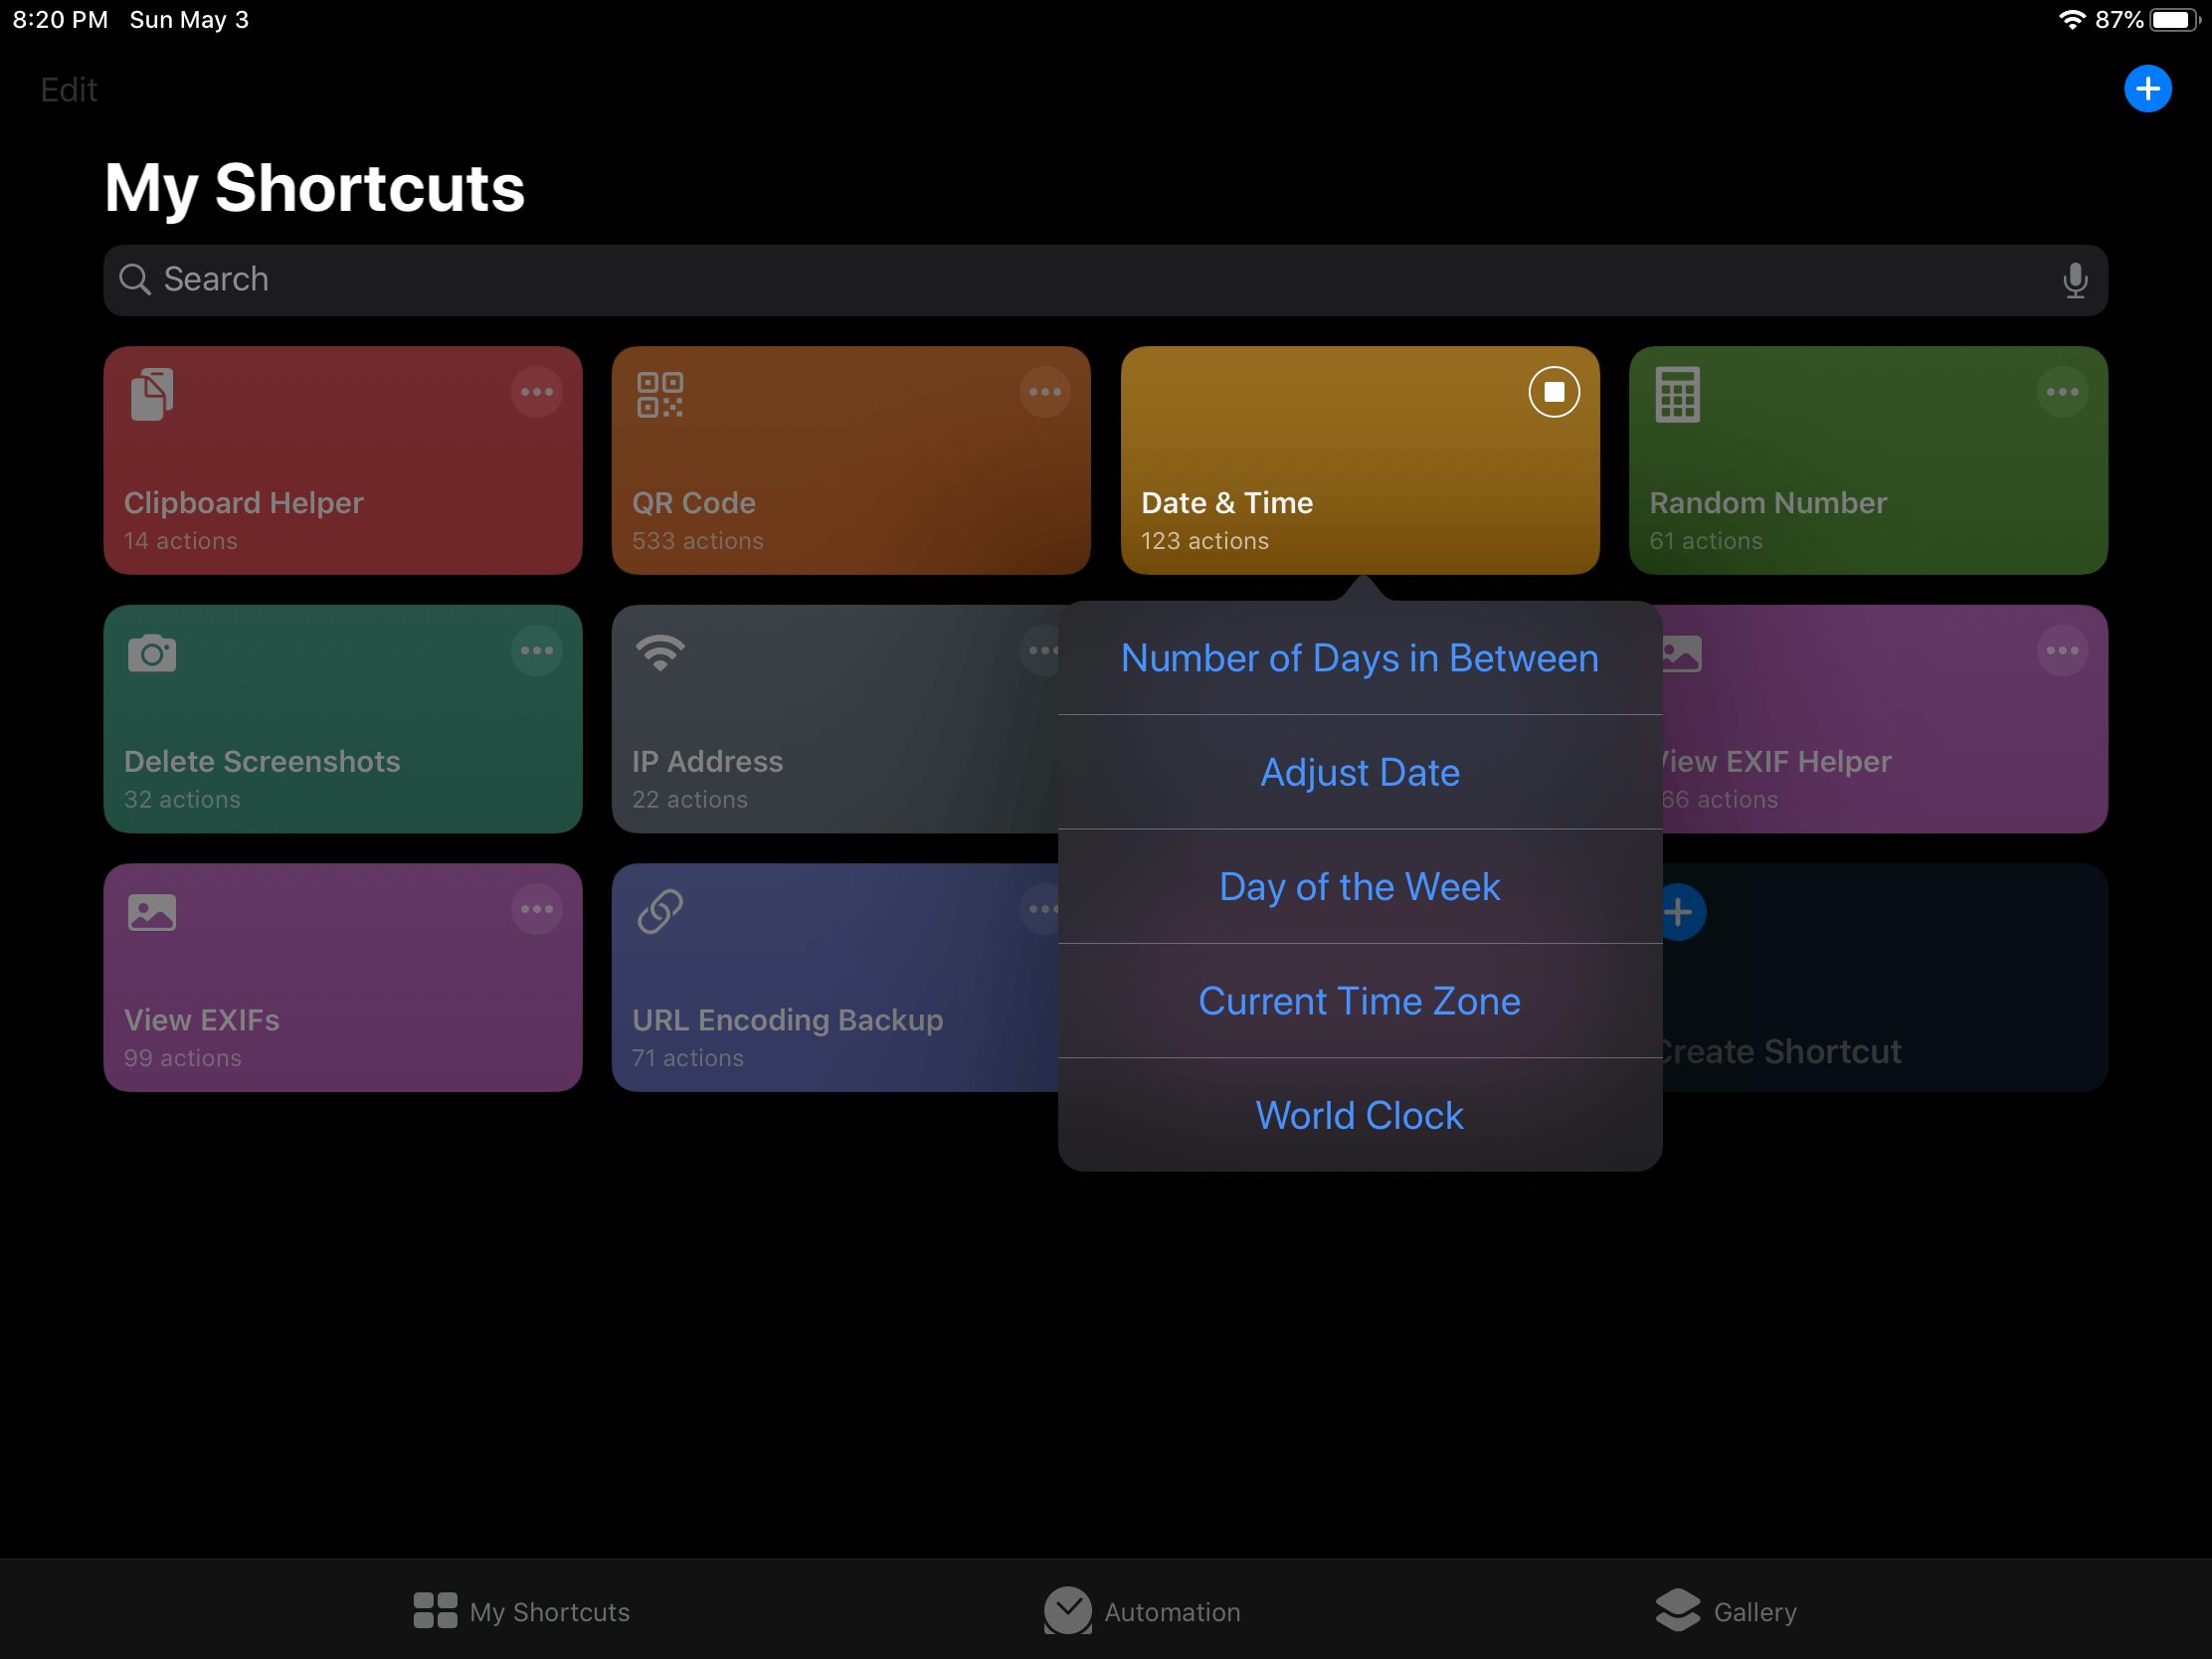 8:20 PM Sun May 3
87%
Edit
My Shortcuts
Search
Clipboard Helper
14 actions
QR Code
533 actions
Date & Time
123 actions
Random Number
61 actions
Delete Screenshots
32 actions
IP Address
22 actions
EXIF Helper
actions
View EXIFs
99 actions
URL Encoding Backup
71 actions
Shortcut
Number of Days in Between
Adjust Date
Day of the Week
Current Time Zone
World Clock
My Shortcuts
Automation
Gallery